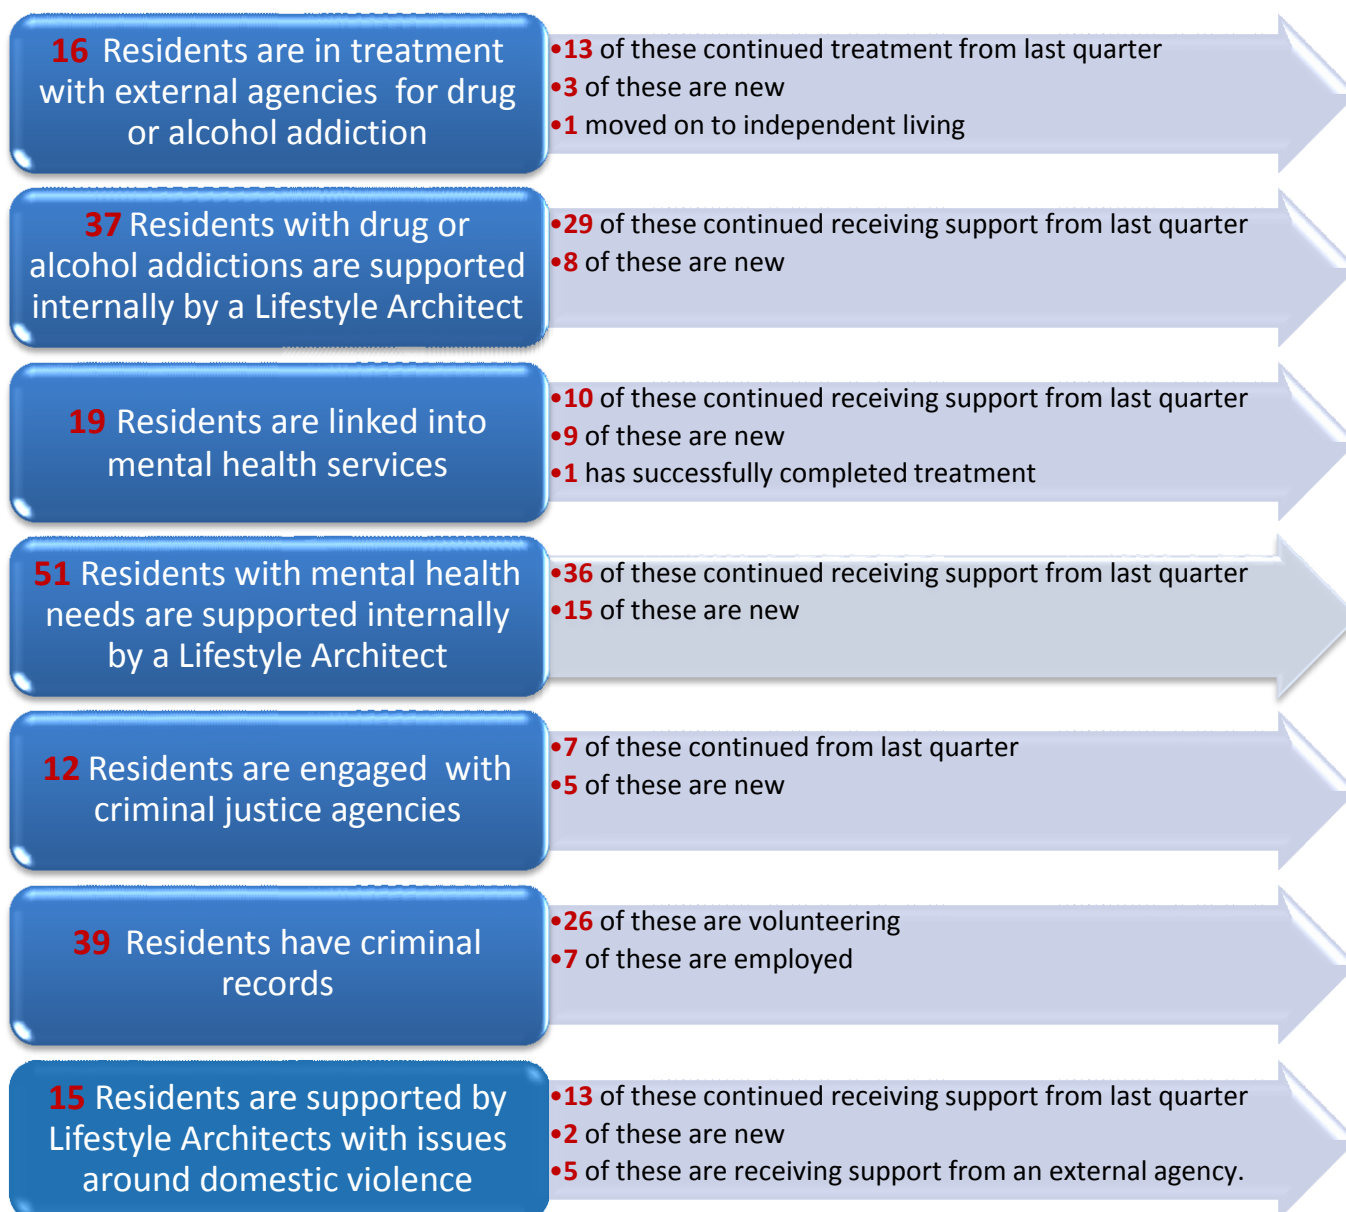 16 Residents are in treatment
with external agencies for drug
or alcohol addiction
•13 of these continued treatment from last quarter
•3 of these are new
•1 moved on to independent living
37 Residents with drug or
alcohol addictions are supported
internally by a Lifestyle Architect
•29 of these continued receiving support from last quarter
•8 of these are new
19 Residents are linked into
mental health services
•10 of these continued receiving support from last quarter
•9 of these are new
•1 has successfully completed treatment
51 Residents with mental health
needs are supported internally
by a Lifestyle Architect
•36 of these continued receiving support from last quarter
•15 of these are new
12 Residents are engaged with
criminal justice agencies
•7 of these continued from last quarter
•5 of these are new
39 Residents have criminal
records
•26 of these are volunteering
•7 of these are employed
15 Residents are supported by
Lifestyle Architects with issues
around domestic violence
•13 of these continued receiving support from last quarter
•2 of these are new
•5 of these are receiving support from an external agency.